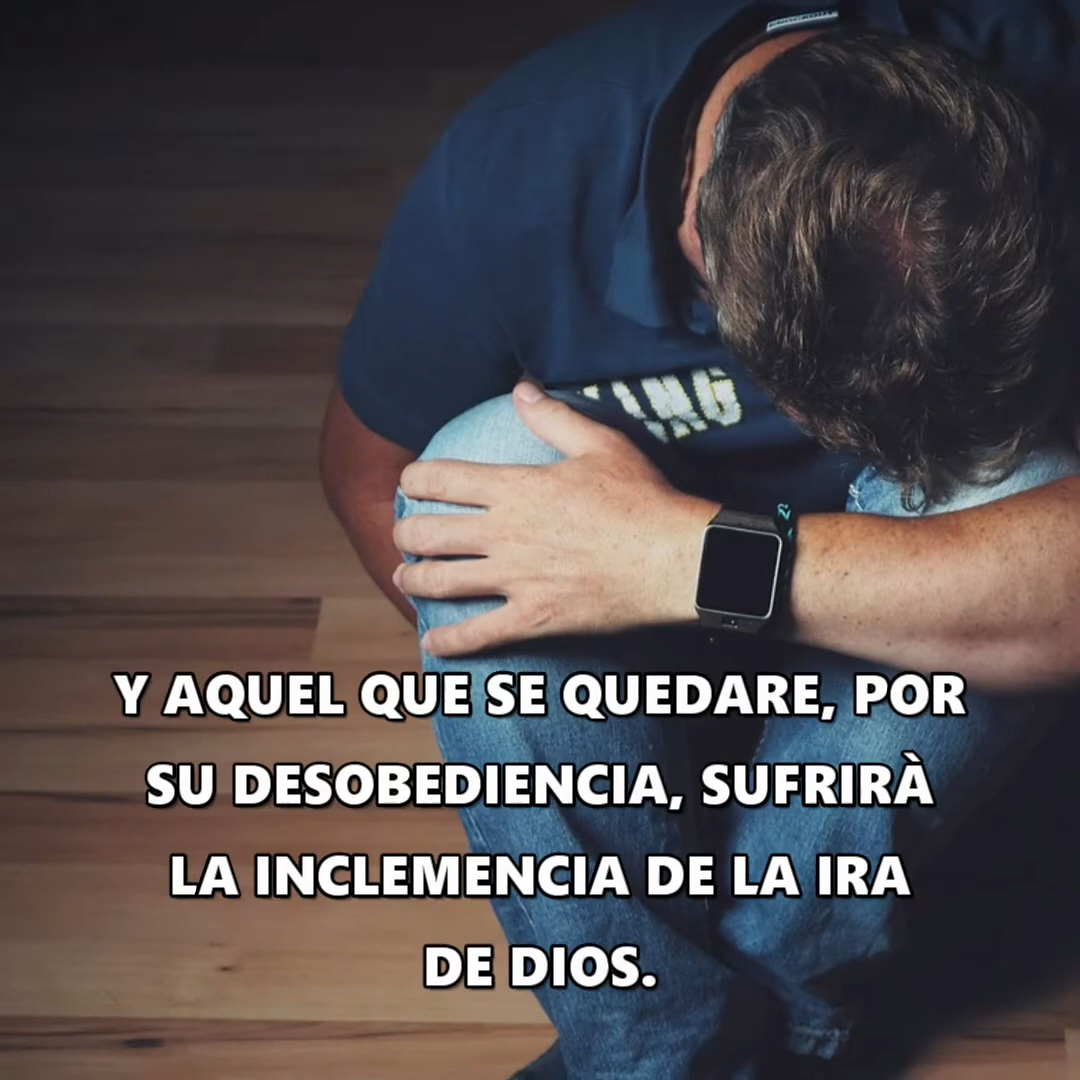 Y AQUEL QUE SE QUEDARE, POR
SU DESOBEDIENCIA, SUFRIRÀ
LA INCLEMENCIA DE LA IRA
DE DIOS.